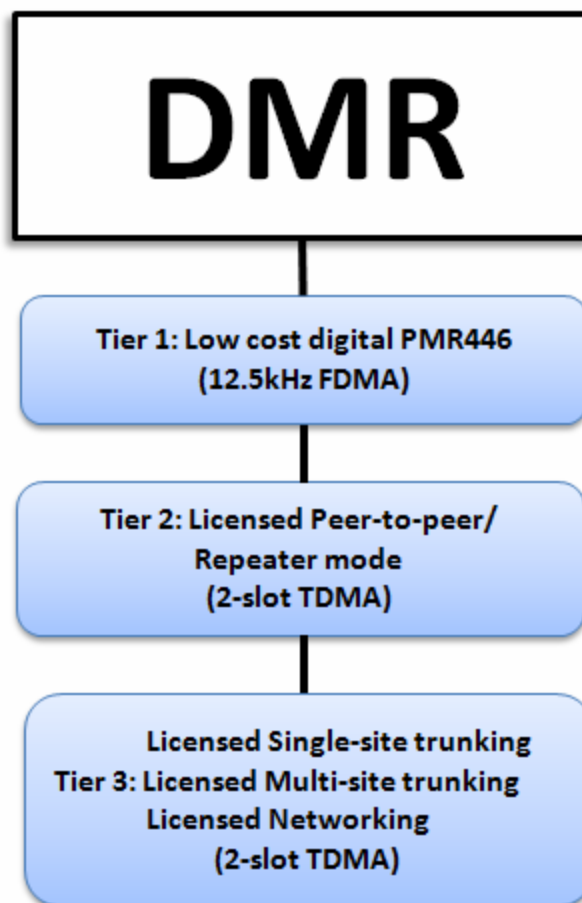 DMR
Tier 1: Low cost digital PMR446
(12.5kHz FDMA)
Tier 2: Licensed Peer-to-peer/
Repeater mode
(2-slot TDMA)
Licensed Single-site trunking
Tier 3: Licensed Multi-site trunking
Licensed Networking
(2-slot TDMA)